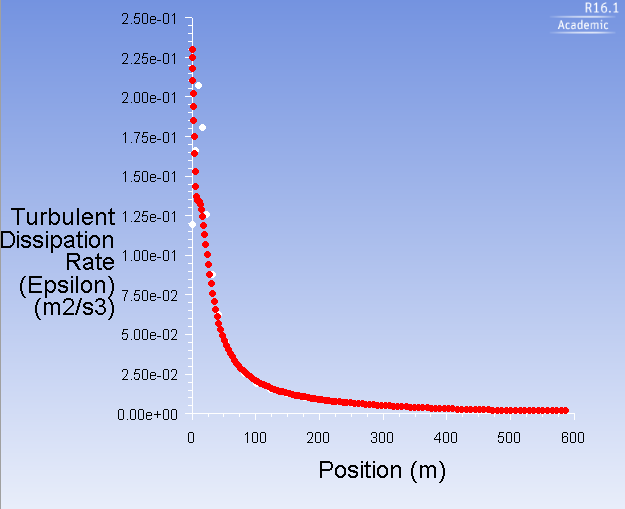 R16.1
Academic
2.50e-01
2.25e-01
2.00e-01
1.75e-01
1.50e-01
1.25e-01
1.00e-01
7.50e-02
5.00e-02
2.50e-02
0.00e+00
Turbulent
Dissipation
Rate
(Epsilon)
(m2/s3)
0 100 200 300 400 500 600
Position (m)